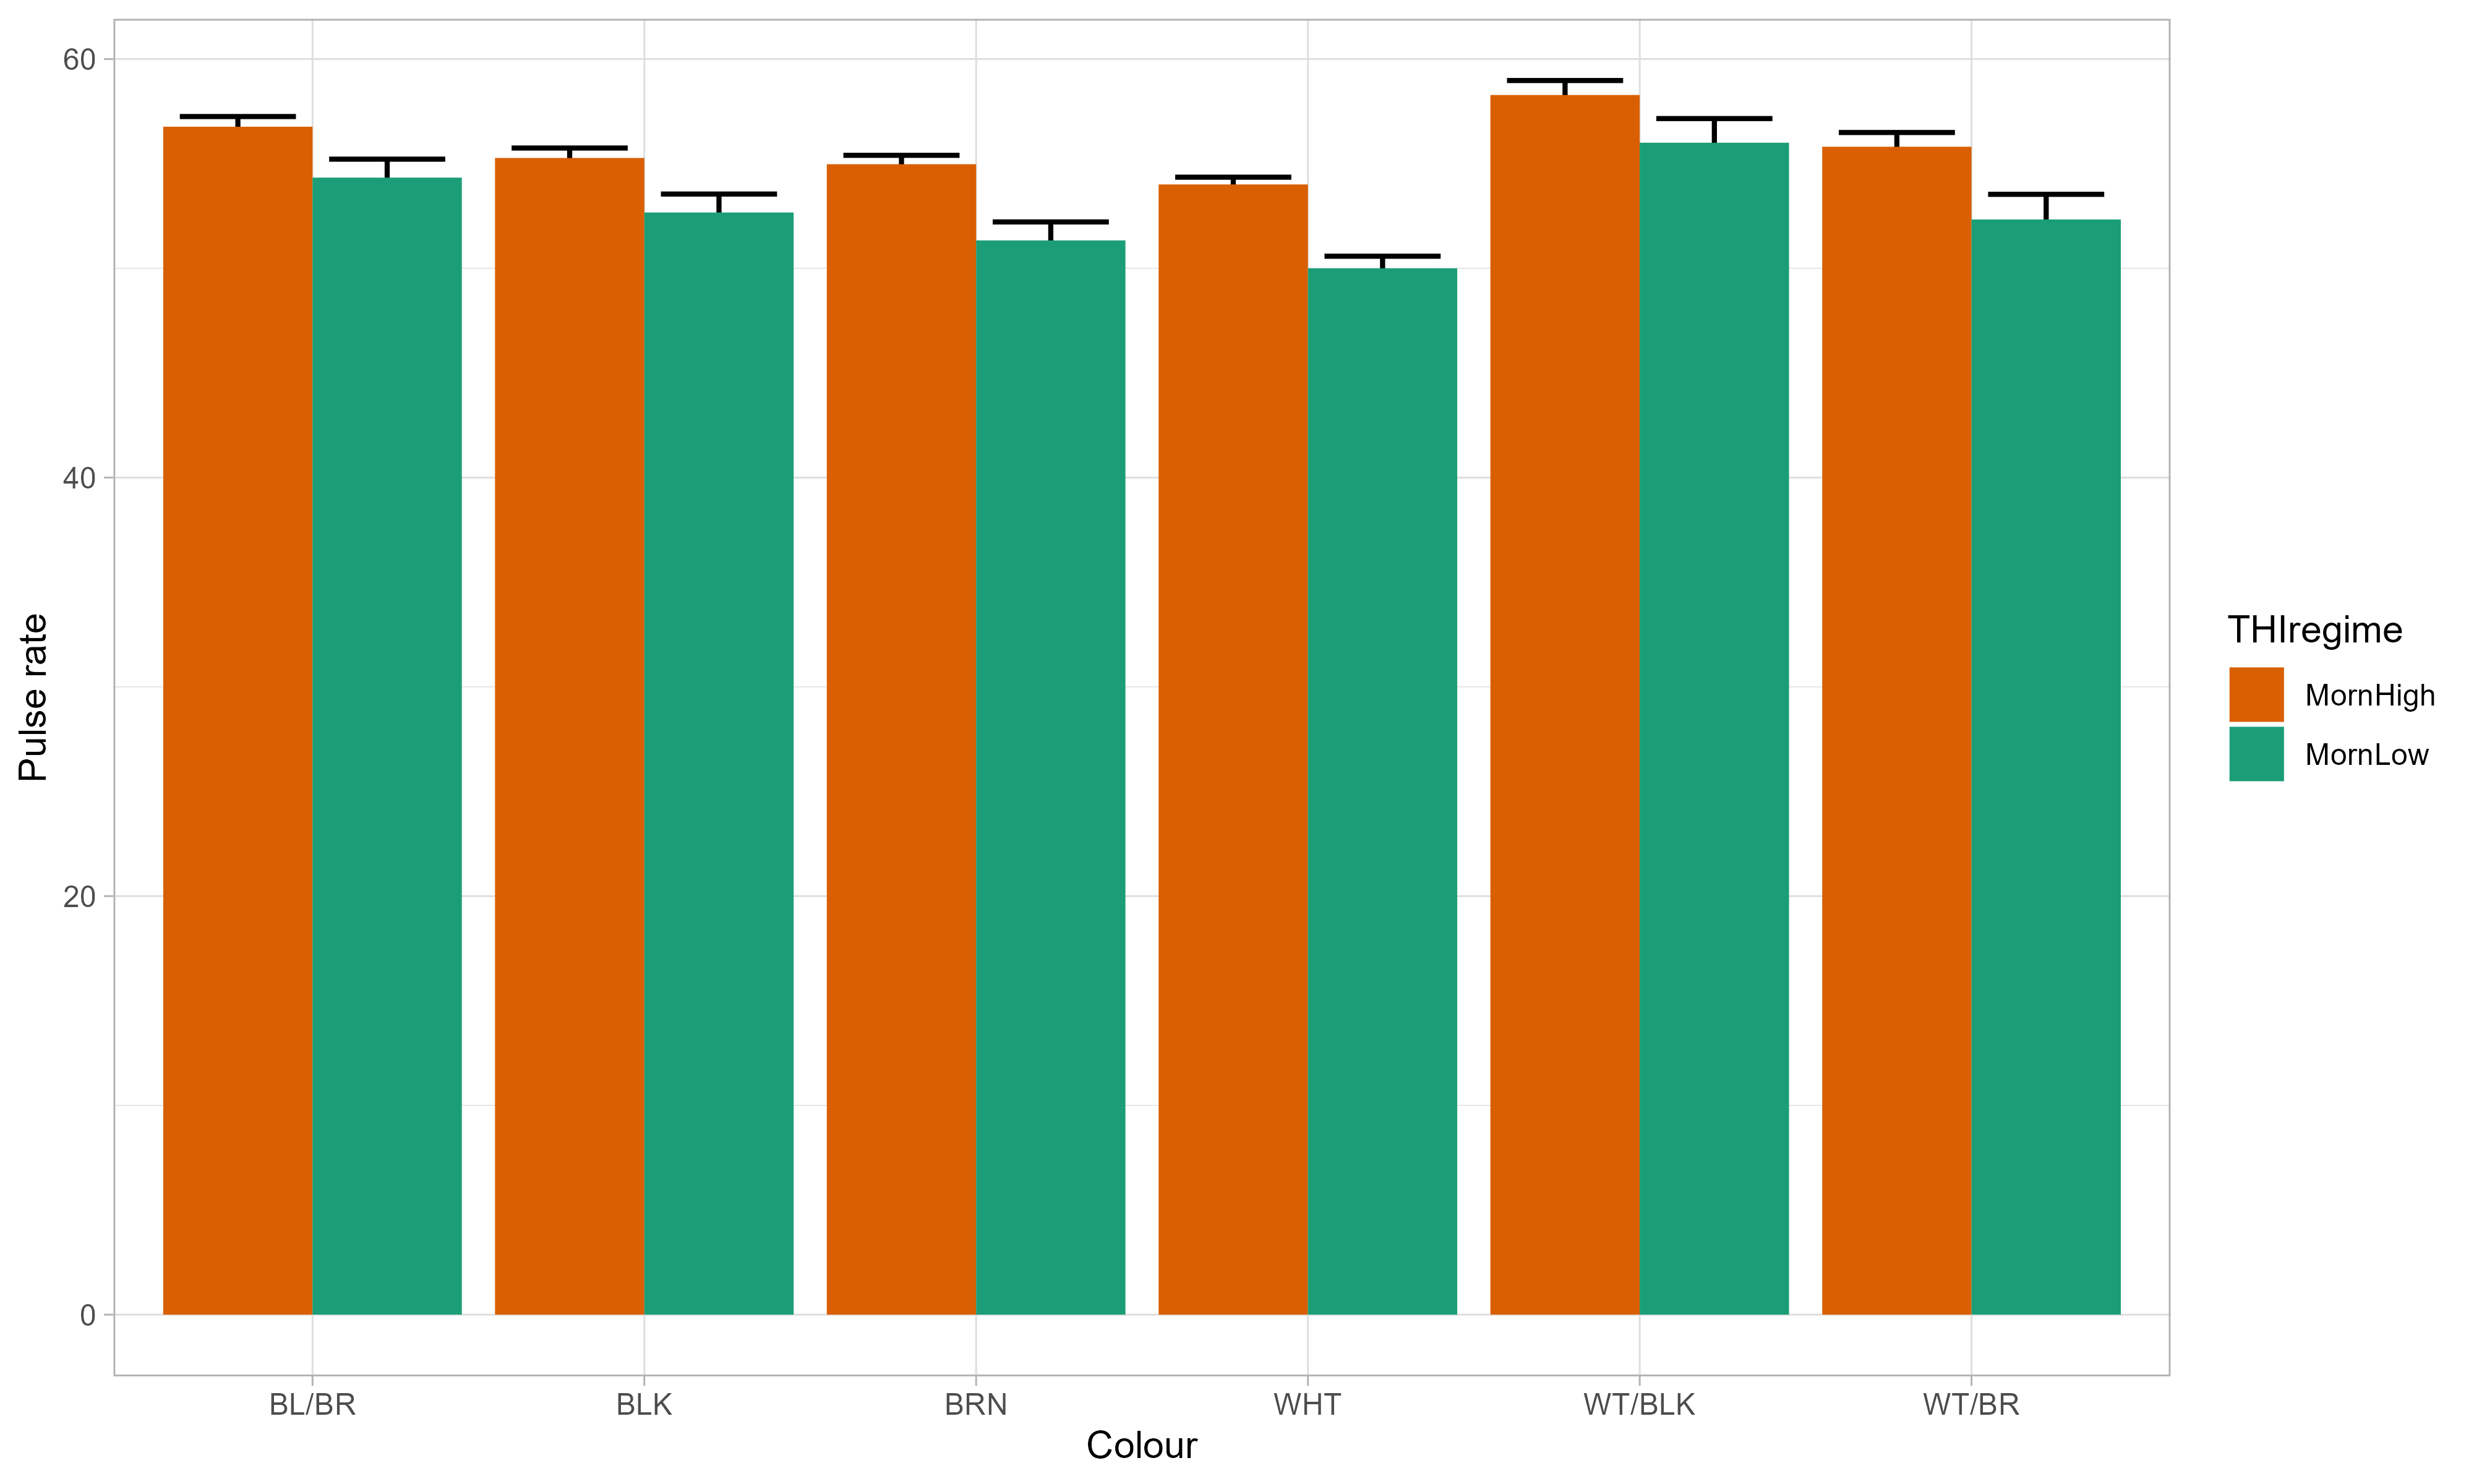 60
40
20
0
Pulse rate
BL/BR
BLK
BRN
WHT
WT/BLK
WT/BR
Colour
THIregime
MornHigh
MornLow